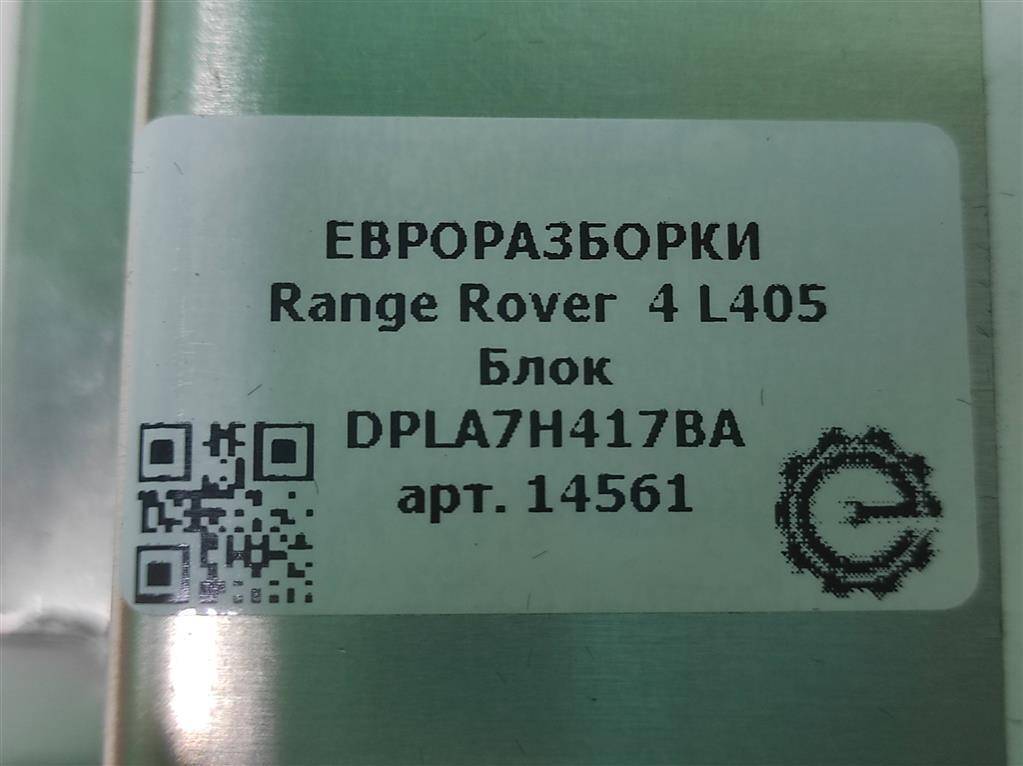 ЕВРОРАЗБОРКИ
Range Rover 4 L405
Блок
DPLA7H417BA
арт. 14561